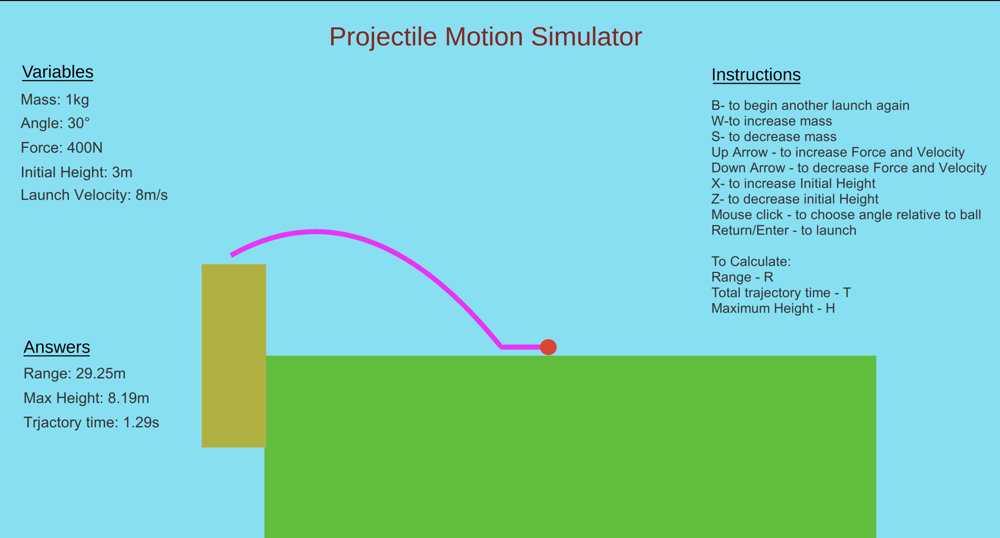 Projectile Motion Simulator
Variables
Mass: 1kg
Angle: 30°
Force: 400N
Initial Height: 3m
Launch Velocity: 8m/s
Instructions
B- to begin another launch again
W-to increase mass
S- to decrease mass
Up Arrow - to increase Force and Velocity
Down Arrow - to decrease Force and Velocity
X- to increase Initial Height
Z- to decrease initial Height
Mouse click - to choose angle relative to ball
Return/Enter - to launch
To Calculate:
Range - R
Total trajectory time - T
Maximum Height - H
Answers
Range: 29.25m
Max Height: 8.19m
Trjactory time: 1.29s